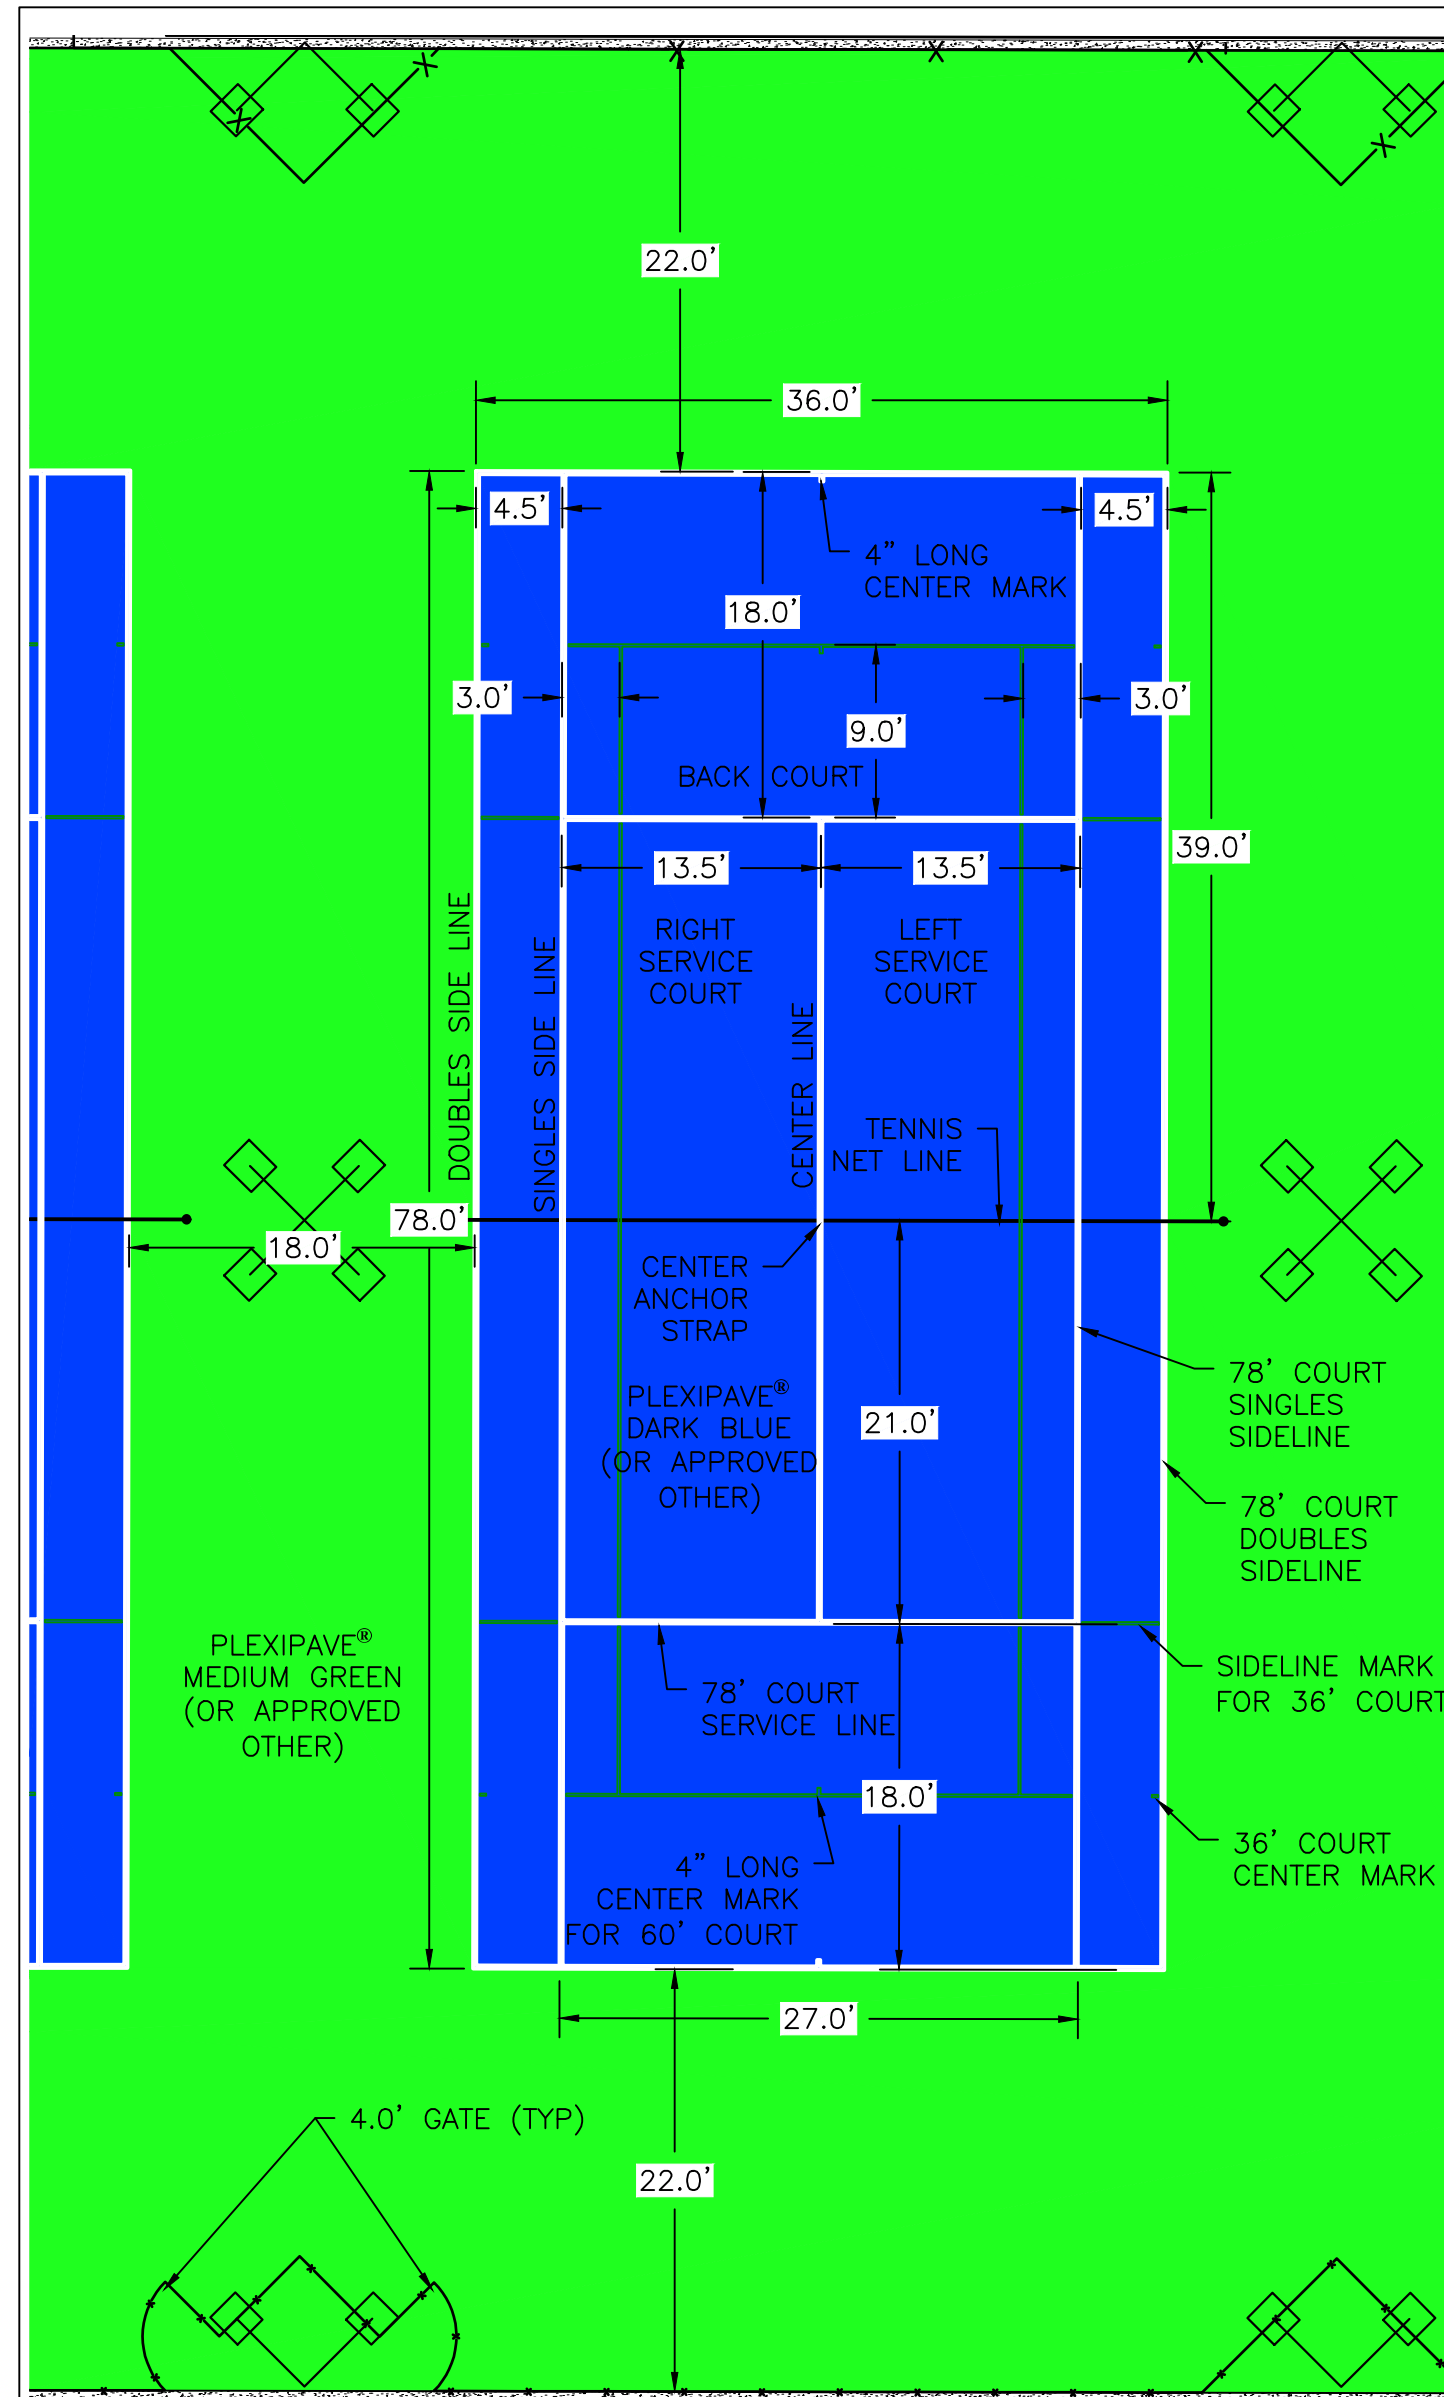 22.0'
36.0'
4.5'
4.5'
4" LONG
CENTER MARK
18.0'
3.0'
3.0'
9.0'
BACK COURT
39.0'
13.5'
13.5'
DOUBLES SIDE LINE
SINGLES SIDE LINE
RIGHT
SERVICE
COURT
LEFT
SERVICE
COURT
CENTER LINE
TENNIS
NET LINE
78.0'
18.0'
CENTER
ANCHOR
STRAP
78' COURT
SINGLES
SIDELINE
PLEXIPAVE®
DARK BLUE
(OR APPROVED
OTHER)
21.0'
78' COURT
DOUBLES
SIDELINE
PLEXIPAVE®
MEDIUM GREEN
(OR APPROVED
OTHER)
SIDELINE MARK
FOR 36' COURT
78' COURT
SERVICE LINE
18.0'
36' COURT
CENTER MARK
4" LONG
CENTER MARK
FOR 60' COURT
27.0'
4.0' GATE (TYP)
22.0'